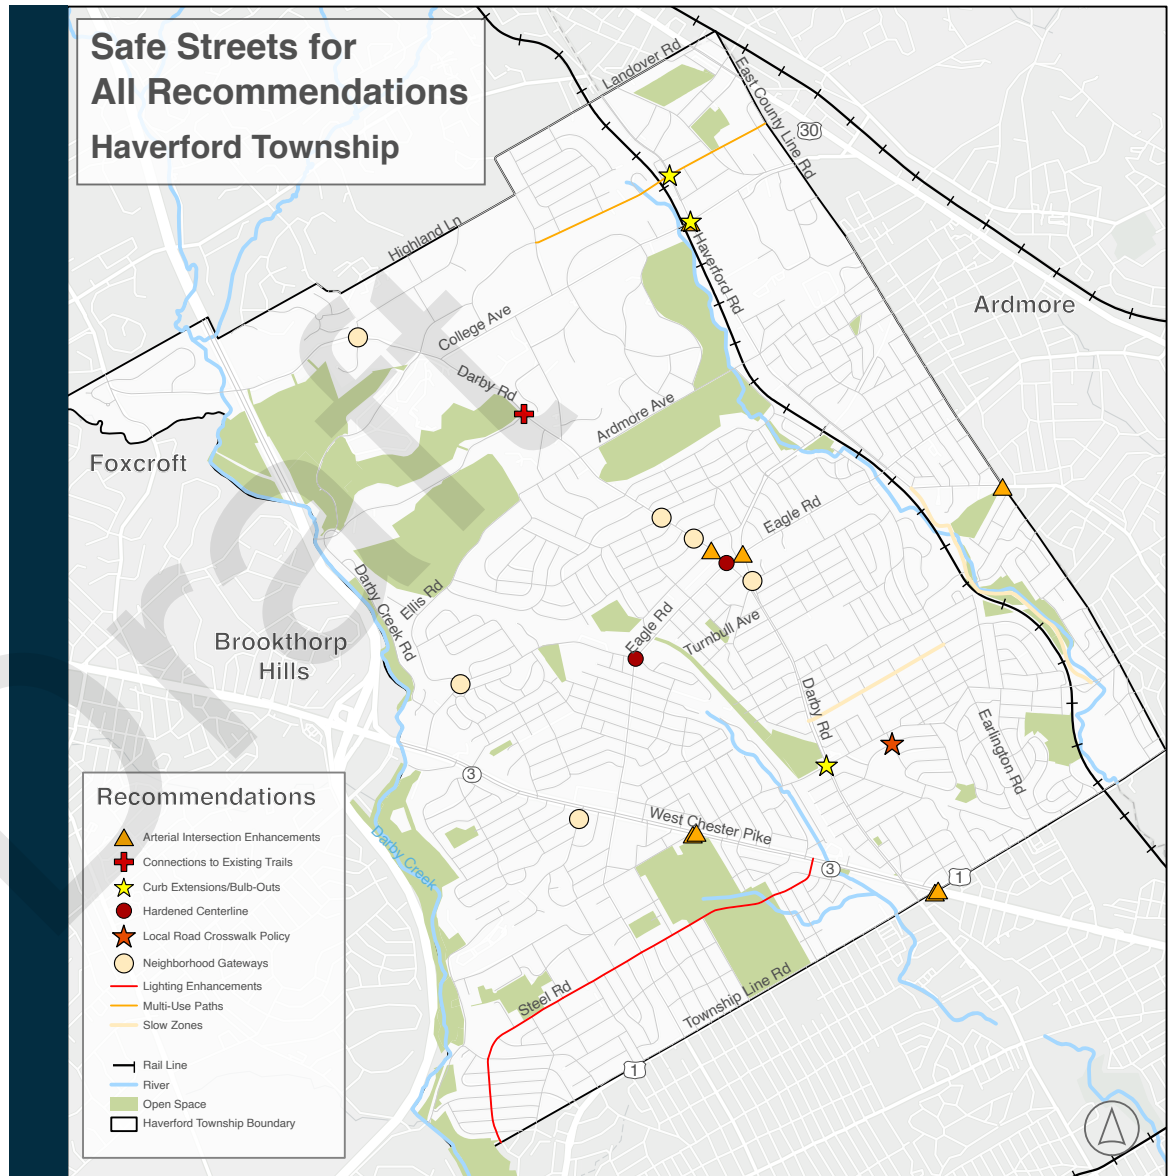 Safe Streets for
All Recommendations
Haverford Township
Landover Rd
East County Line Rd
30
Highland Ln
Haverford Rd
Ardmore
College Ave
Darby Rd
Ardmore Ave
Foxcroft
Eagle Rd
Darby Creek Rd
Ellis Rd
Eagle Rd
Turnbull Ave
Brookthorp
Hills
Darby Rd
Earlington Rd
3
West Chester Pike
3
1
Darby Creek
Steel Rd
Township Line Rd
1
Draft
Recommendations
Arterial Intersection Enhancements
Connections to Existing Trails
Curb Extensions/Bulb-Outs
Hardened Centerline
Local Road Crosswalk Policy
Neighborhood Gateways
Lighting Enhancements
Multi-Use Paths
Slow Zones
Rail Line
River
Open Space
Haverford Township Boundary